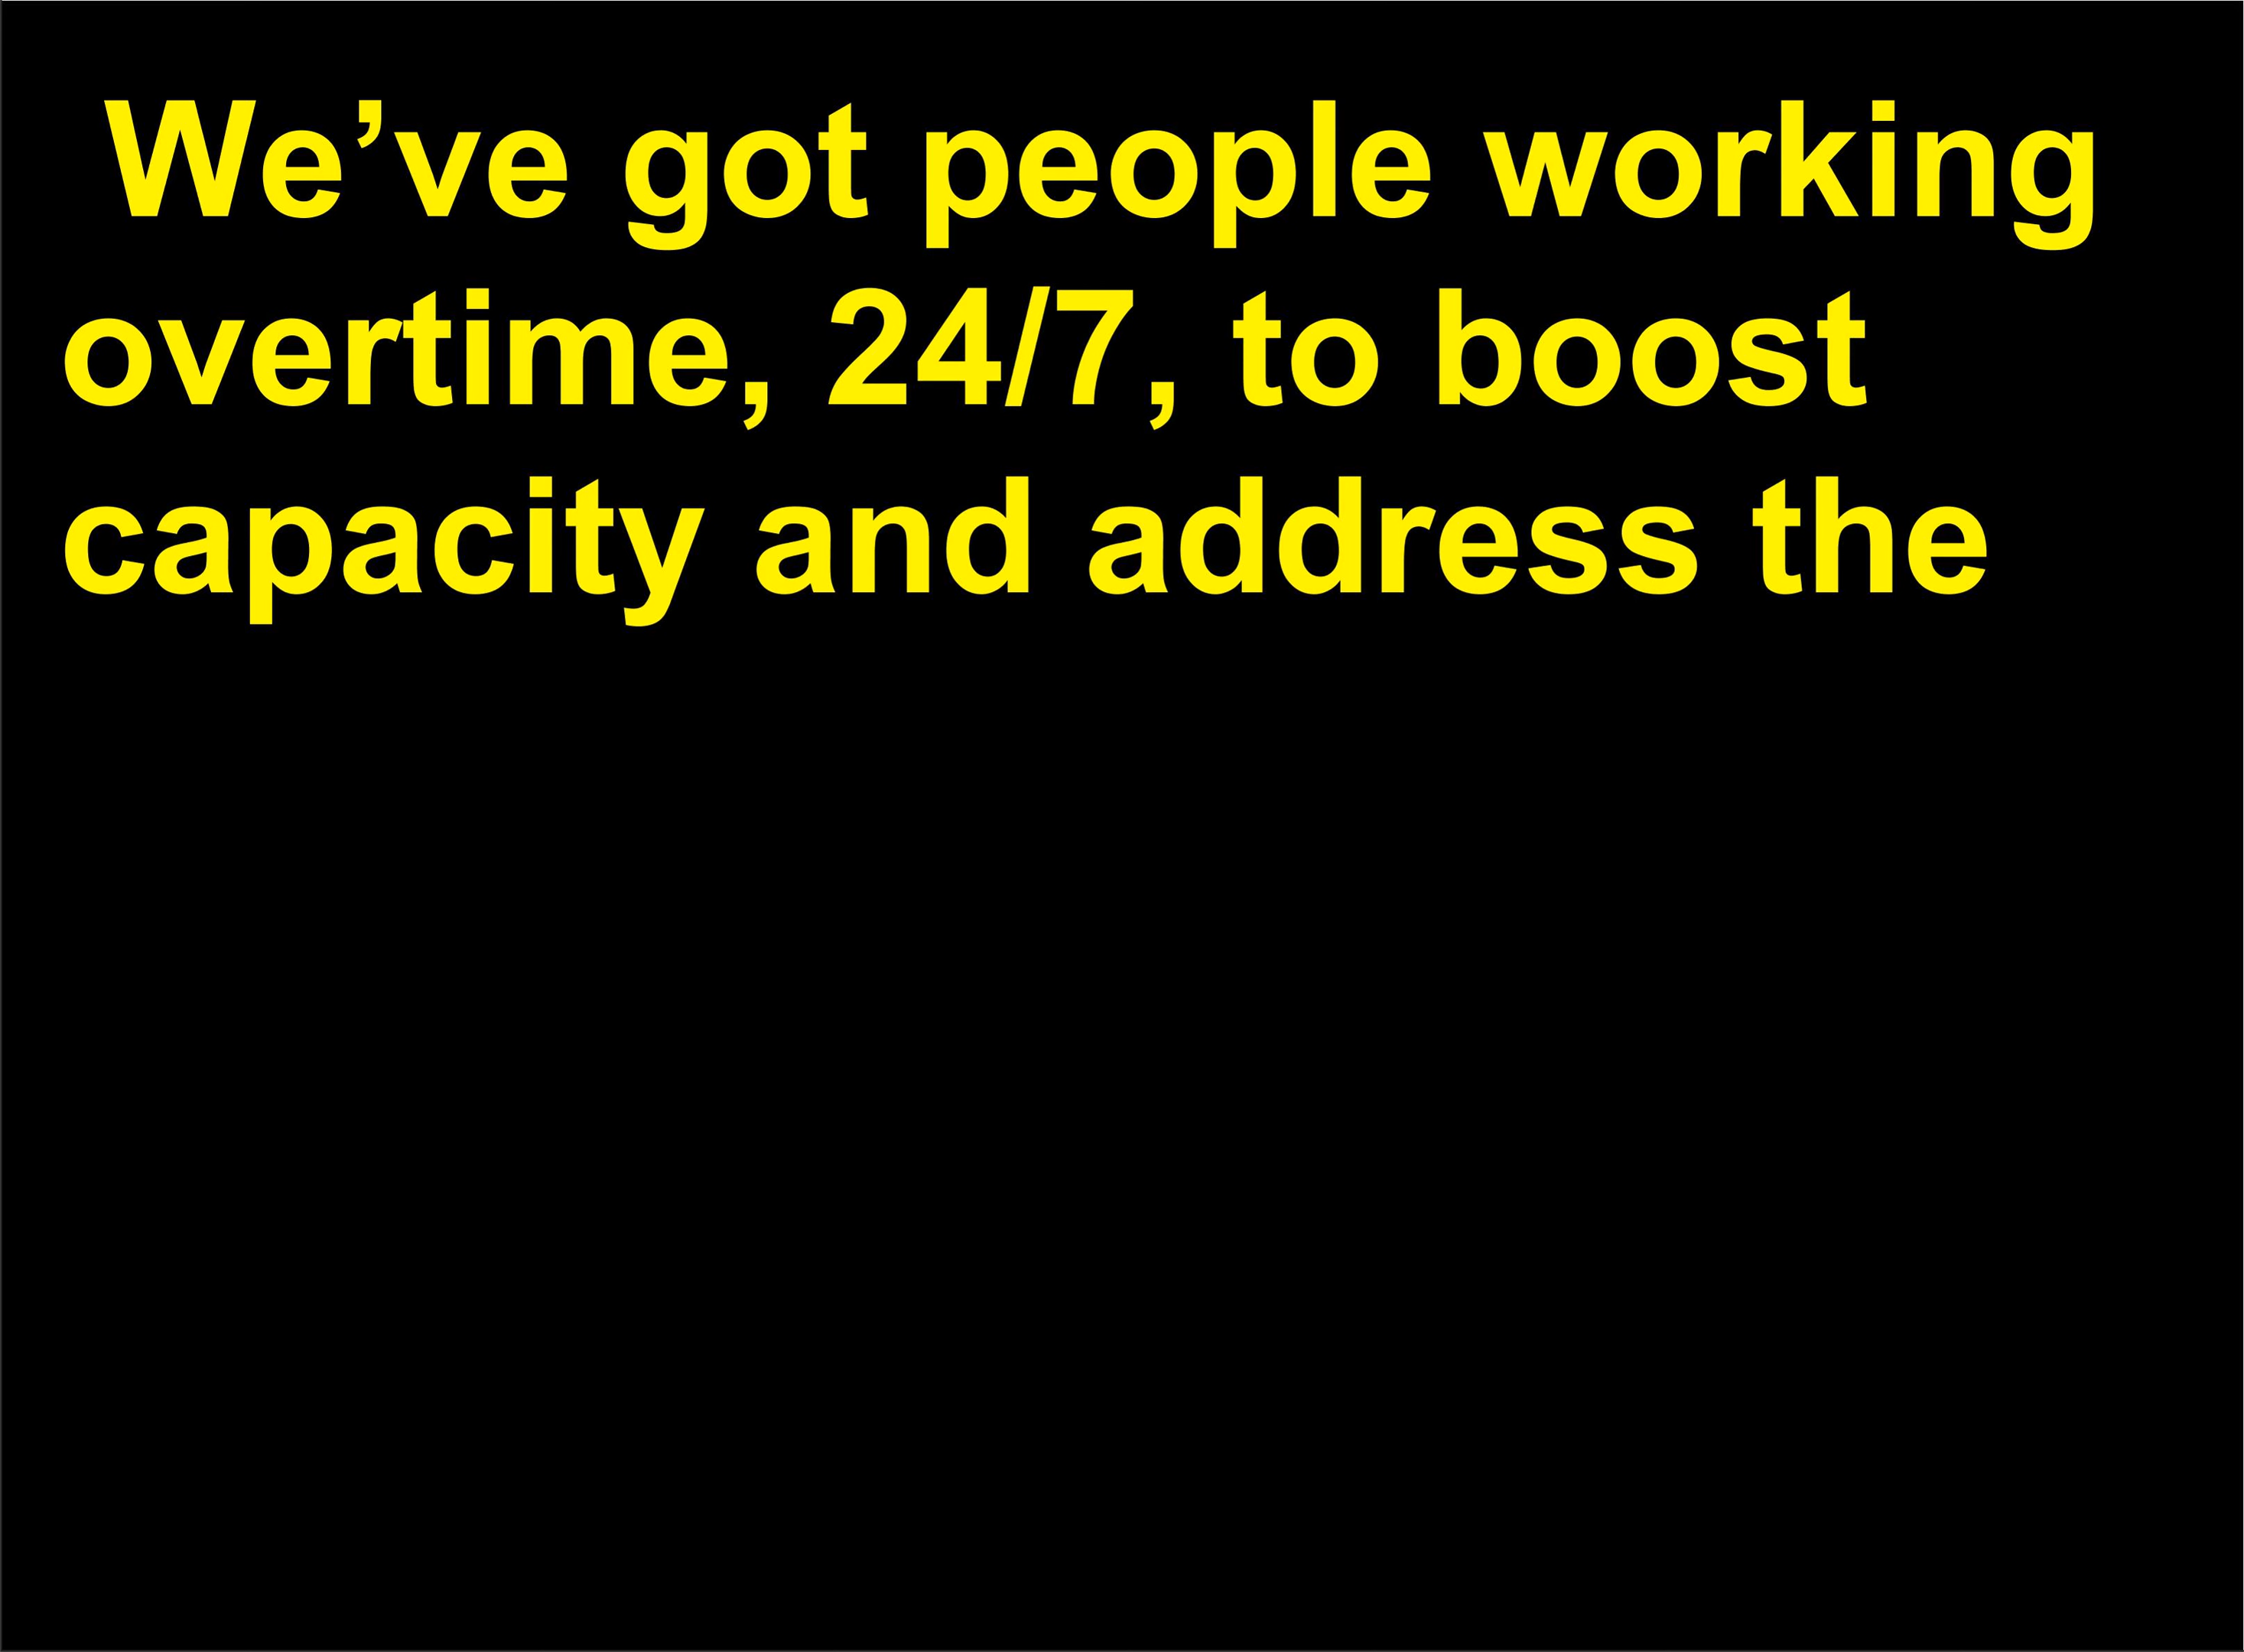 We’ve got people working
overtime, 24/7, to boost
capacity and address the